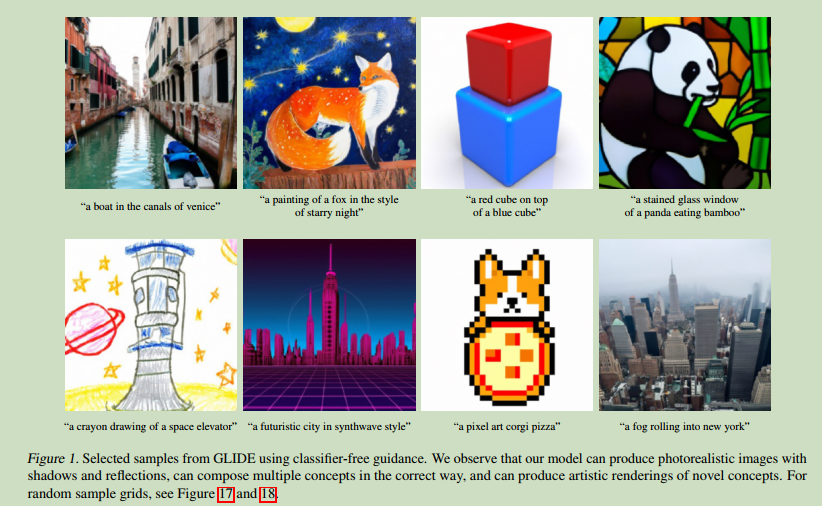 “a boat in the canals of venice”
“a painting of a fox in the style
of starry night”
“a red cube on top
of a blue cube”
“a stained glass window
of a panda eating bamboo”
“a crayon drawing of a space elevator”
“a futuristic city in synthwave style”
“a pixel art corgi pizza”
“a fog rolling into new york”
Figure 1. Selected samples from GLIDE using classifier-free guidance. We observe that our model can produce photorealistic images with
shadows and reflections, can compose multiple concepts in the correct way, and can produce artistic renderings of novel concepts. For
random sample grids, see Figure 17 and 18.